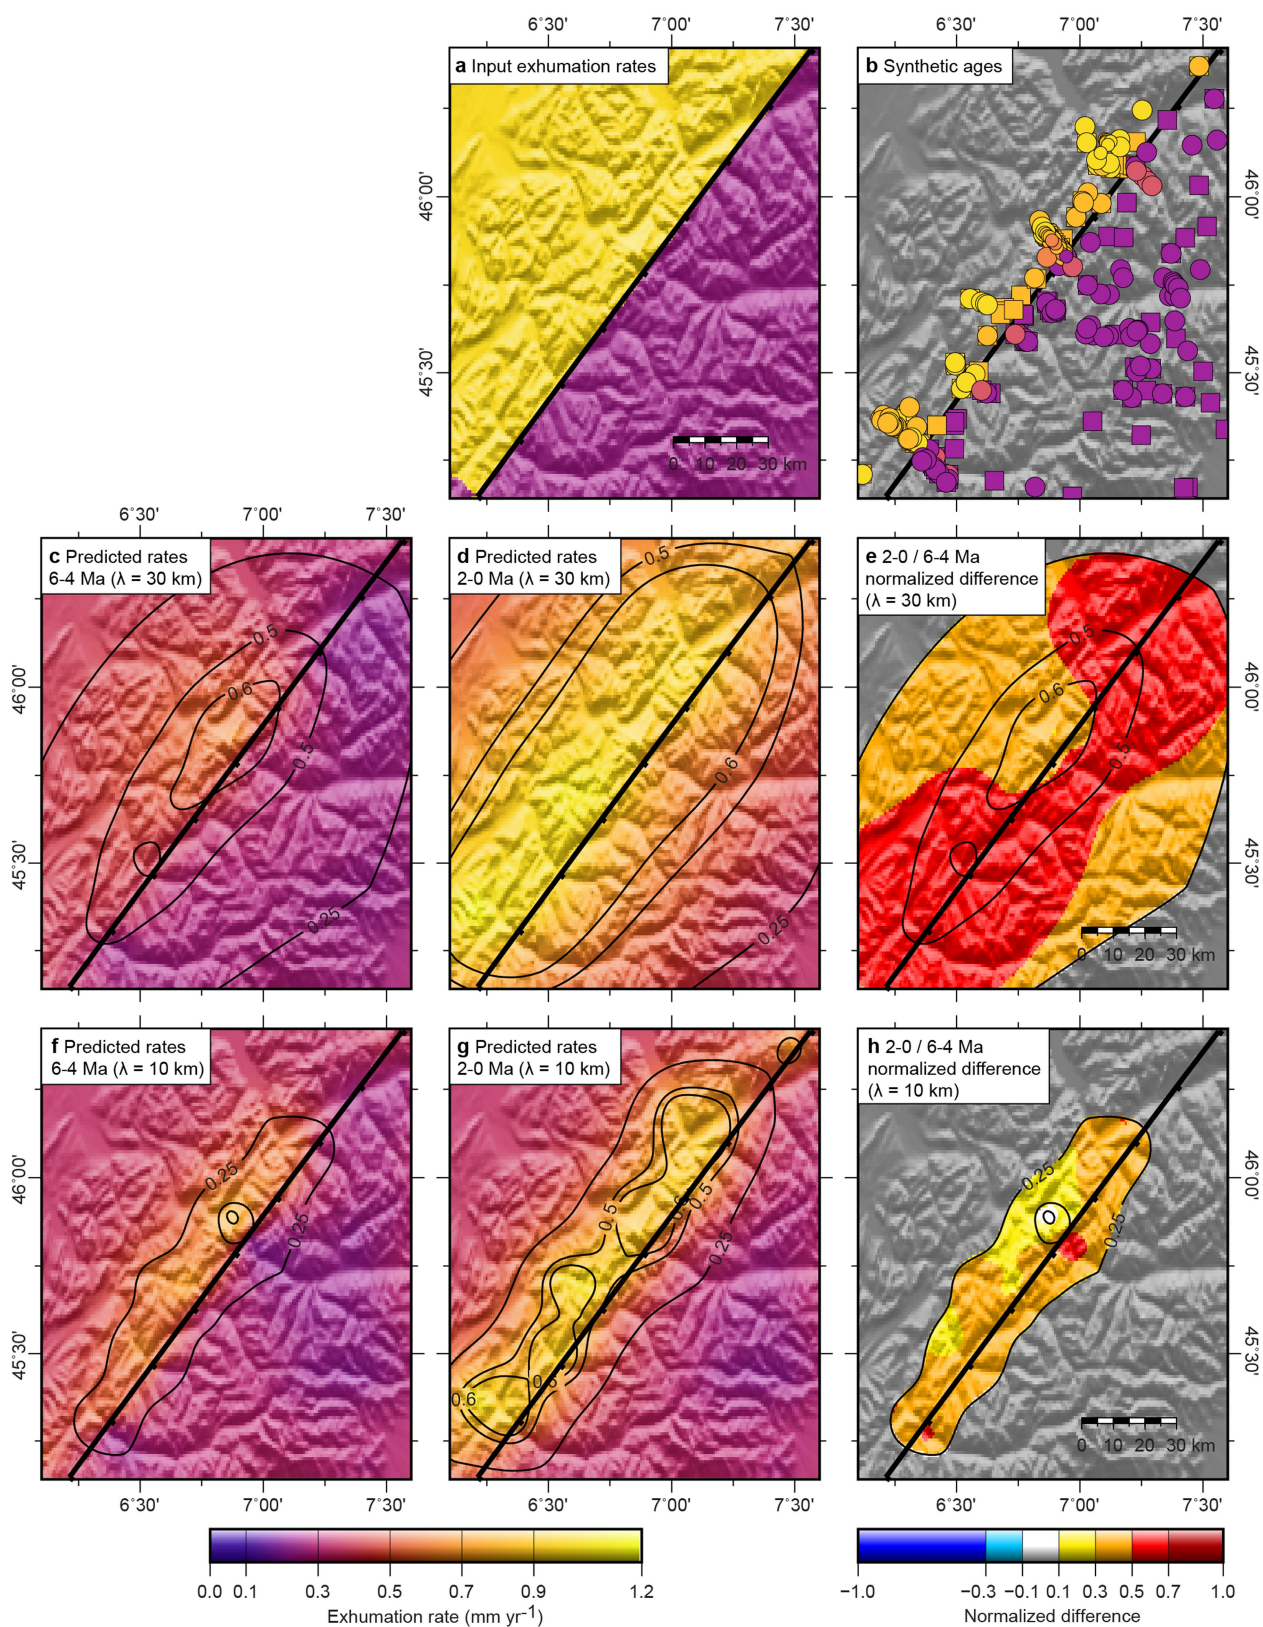 6˚30' 7˚00' 7˚30' 6˚30' 7˚00' 7˚30'
a Input exhumation rates
b Synthetic ages
46˚00'
46˚00'
45˚30'
45˚30'
0 10 20 30 km
6˚30' 7˚00' 7˚30'
c Predicted rates
6-4 Ma (λ = 30 km)
d Predicted rates
2-0 Ma (λ = 30 km)
e 2-0 / 6-4 Ma
normalized difference
(λ = 30 km)
0.5
0.5
0.5
46˚00'
0.6
0.6
46˚00'
0.5
0.6
0.5
45˚30'
45˚30'
0.25
0.25
0 10 20 30 km
f Predicted rates
6-4 Ma (λ = 10 km)
g Predicted rates
2-0 Ma (λ = 10 km)
h 2-0 / 6-4 Ma
normalized difference
(λ = 10 km)
46˚00'
0.25
0.25
46˚00'
0.5
0.5
0.25
0.25
0.25
45˚30'
45˚30'
0.6
0.6
0 10 20 30 km
6˚30' 7˚00' 7˚30' 6˚30' 7˚00' 7˚30' 6˚30' 7˚00' 7˚30'
0.0 0.1 0.3 0.5 0.7 0.9 1.2
Exhumation rate (mm yr-1)
−1.0 −0.3 −0.1 0.1 0.3 0.5 0.7 1.0
Normalized difference